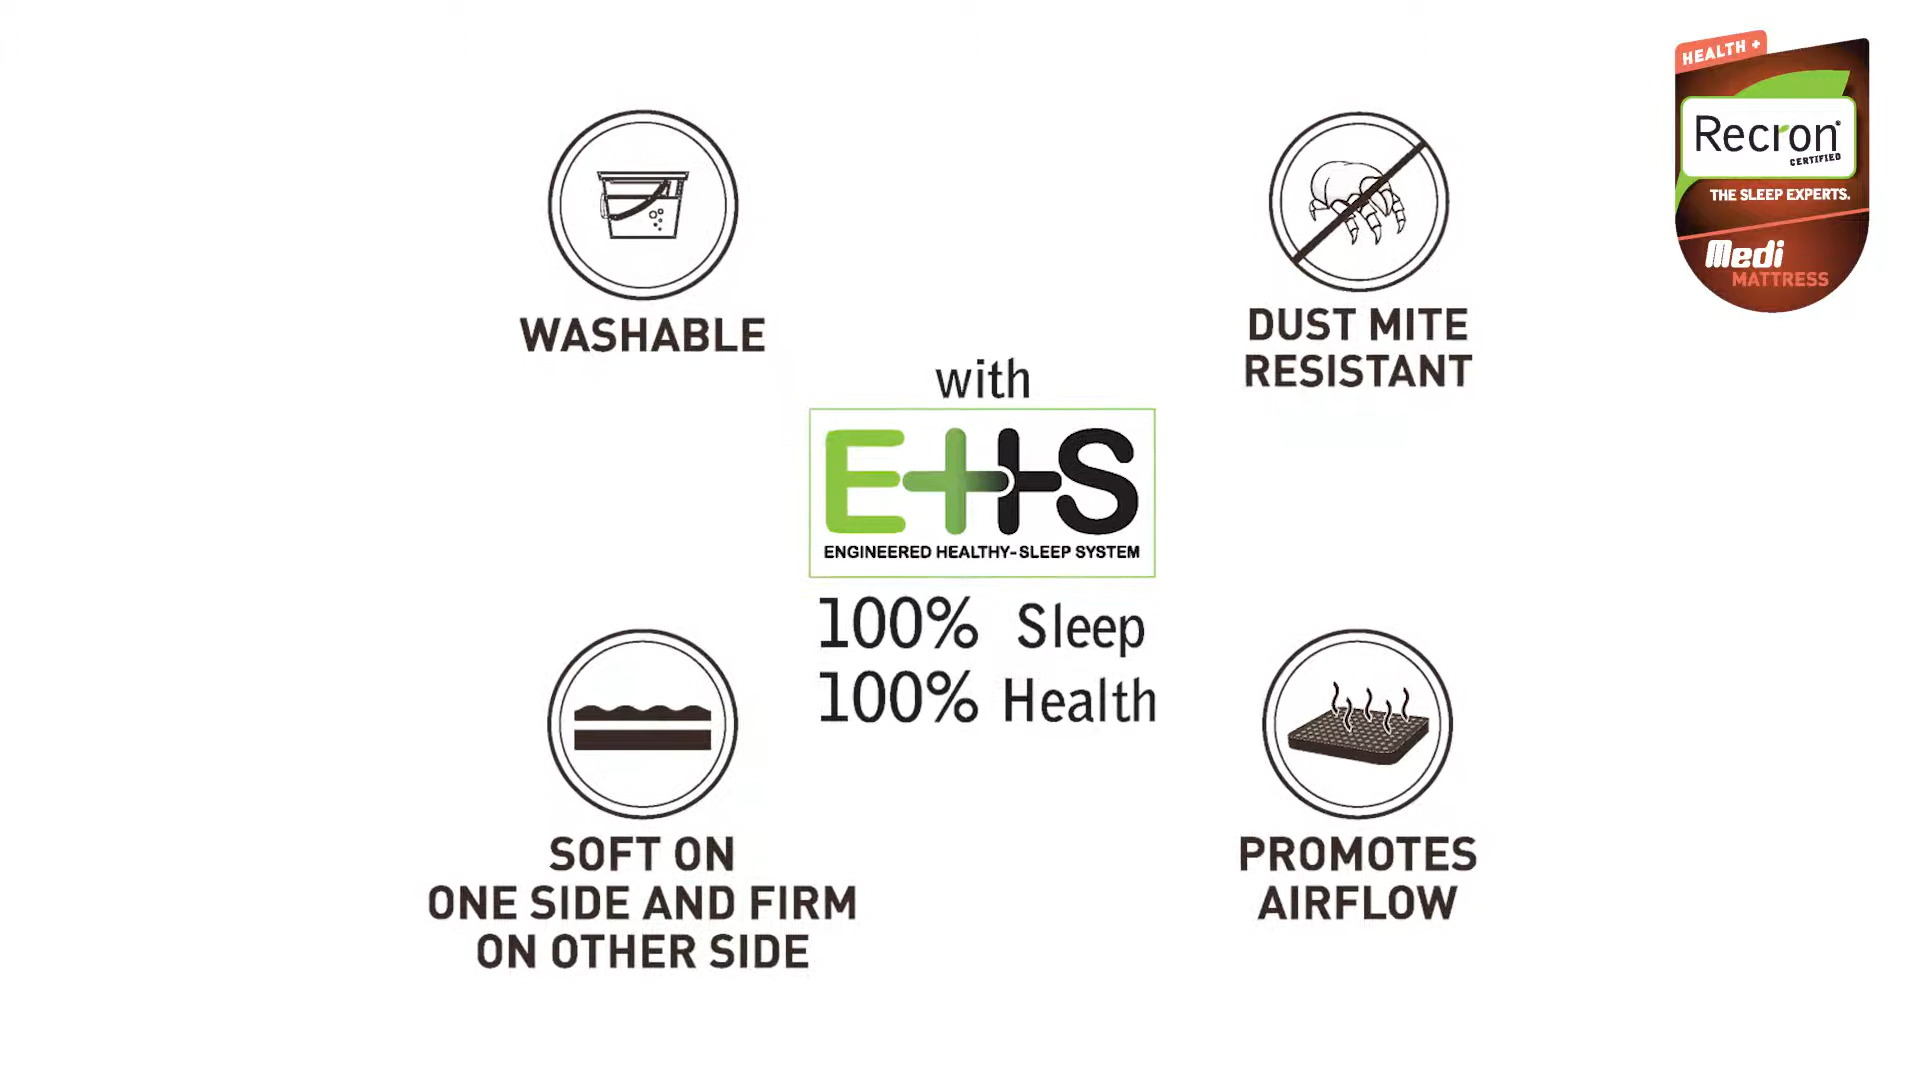 HEALTH +
Recron®
CERTIFIED
THE SLEEP EXPERTS.
Medi
MATTRESS
WASHABLE
DUST MITE
RESISTANT
with
EHS
ENGINEERED HEALTHY-SLEEP SYSTEM
100% Sleep
100% Health
SOFT ON
ONE SIDE AND FIRM
ON OTHER SIDE
PROMOTES
AIRFLOW